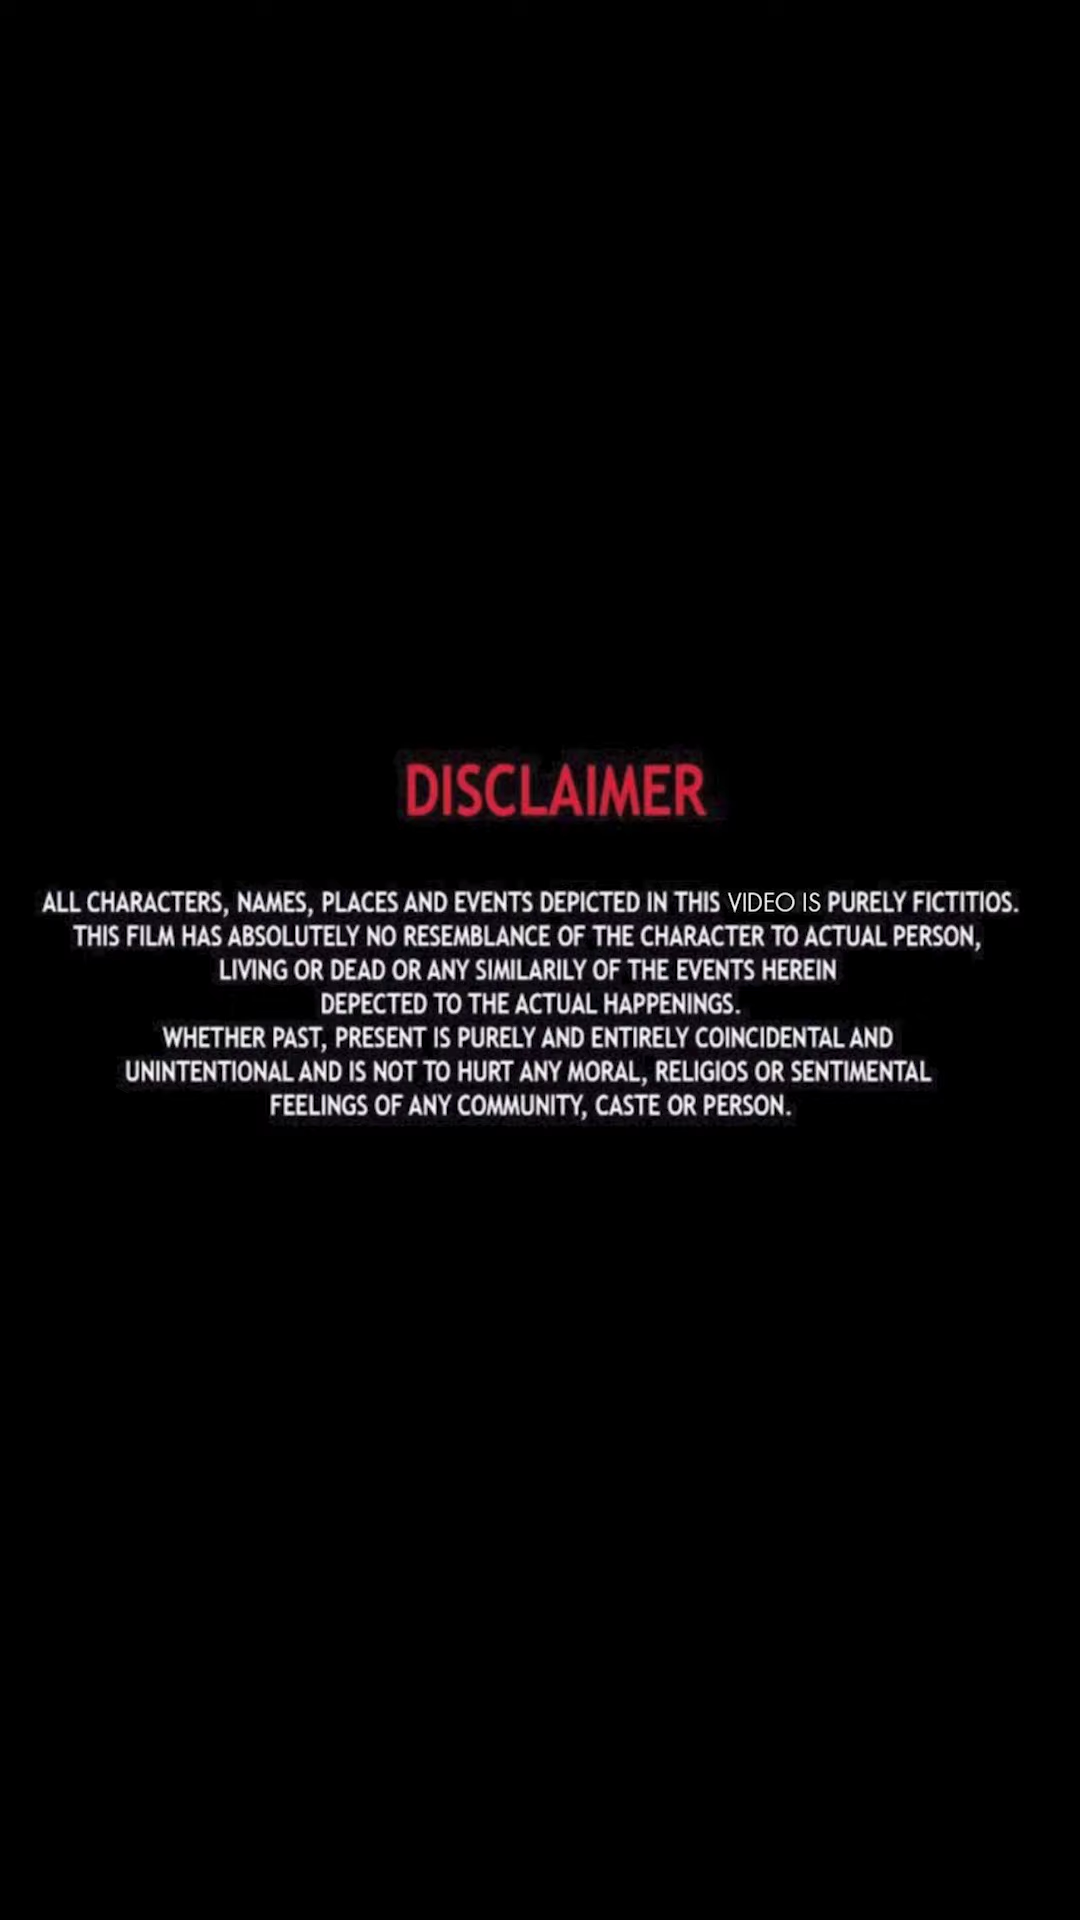 DISCLAIMER
ALL CHARACTERS, NAMES, PLACES AND EVENTS DEPICTED IN THIS VIDEO IS PURELY FICTITIOS.
THIS FILM HAS ABSOLUTELY NO RESEMBLANCE OF THE CHARACTER TO ACTUAL PERSON,
LIVING OR DEAD OR ANY SIMILARILY OF THE EVENTS HEREIN
DEPECTED TO THE ACTUAL HAPPENINGS.
WHETHER PAST, PRESENT IS PURELY AND ENTIRELY COINCIDENTAL AND
UNINTENTIONAL AND IS NOT TO HURT ANY MORAL, RELIGIOS OR SENTIMENTAL
FEELINGS OF ANY COMMUNITY, CASTE OR PERSON.